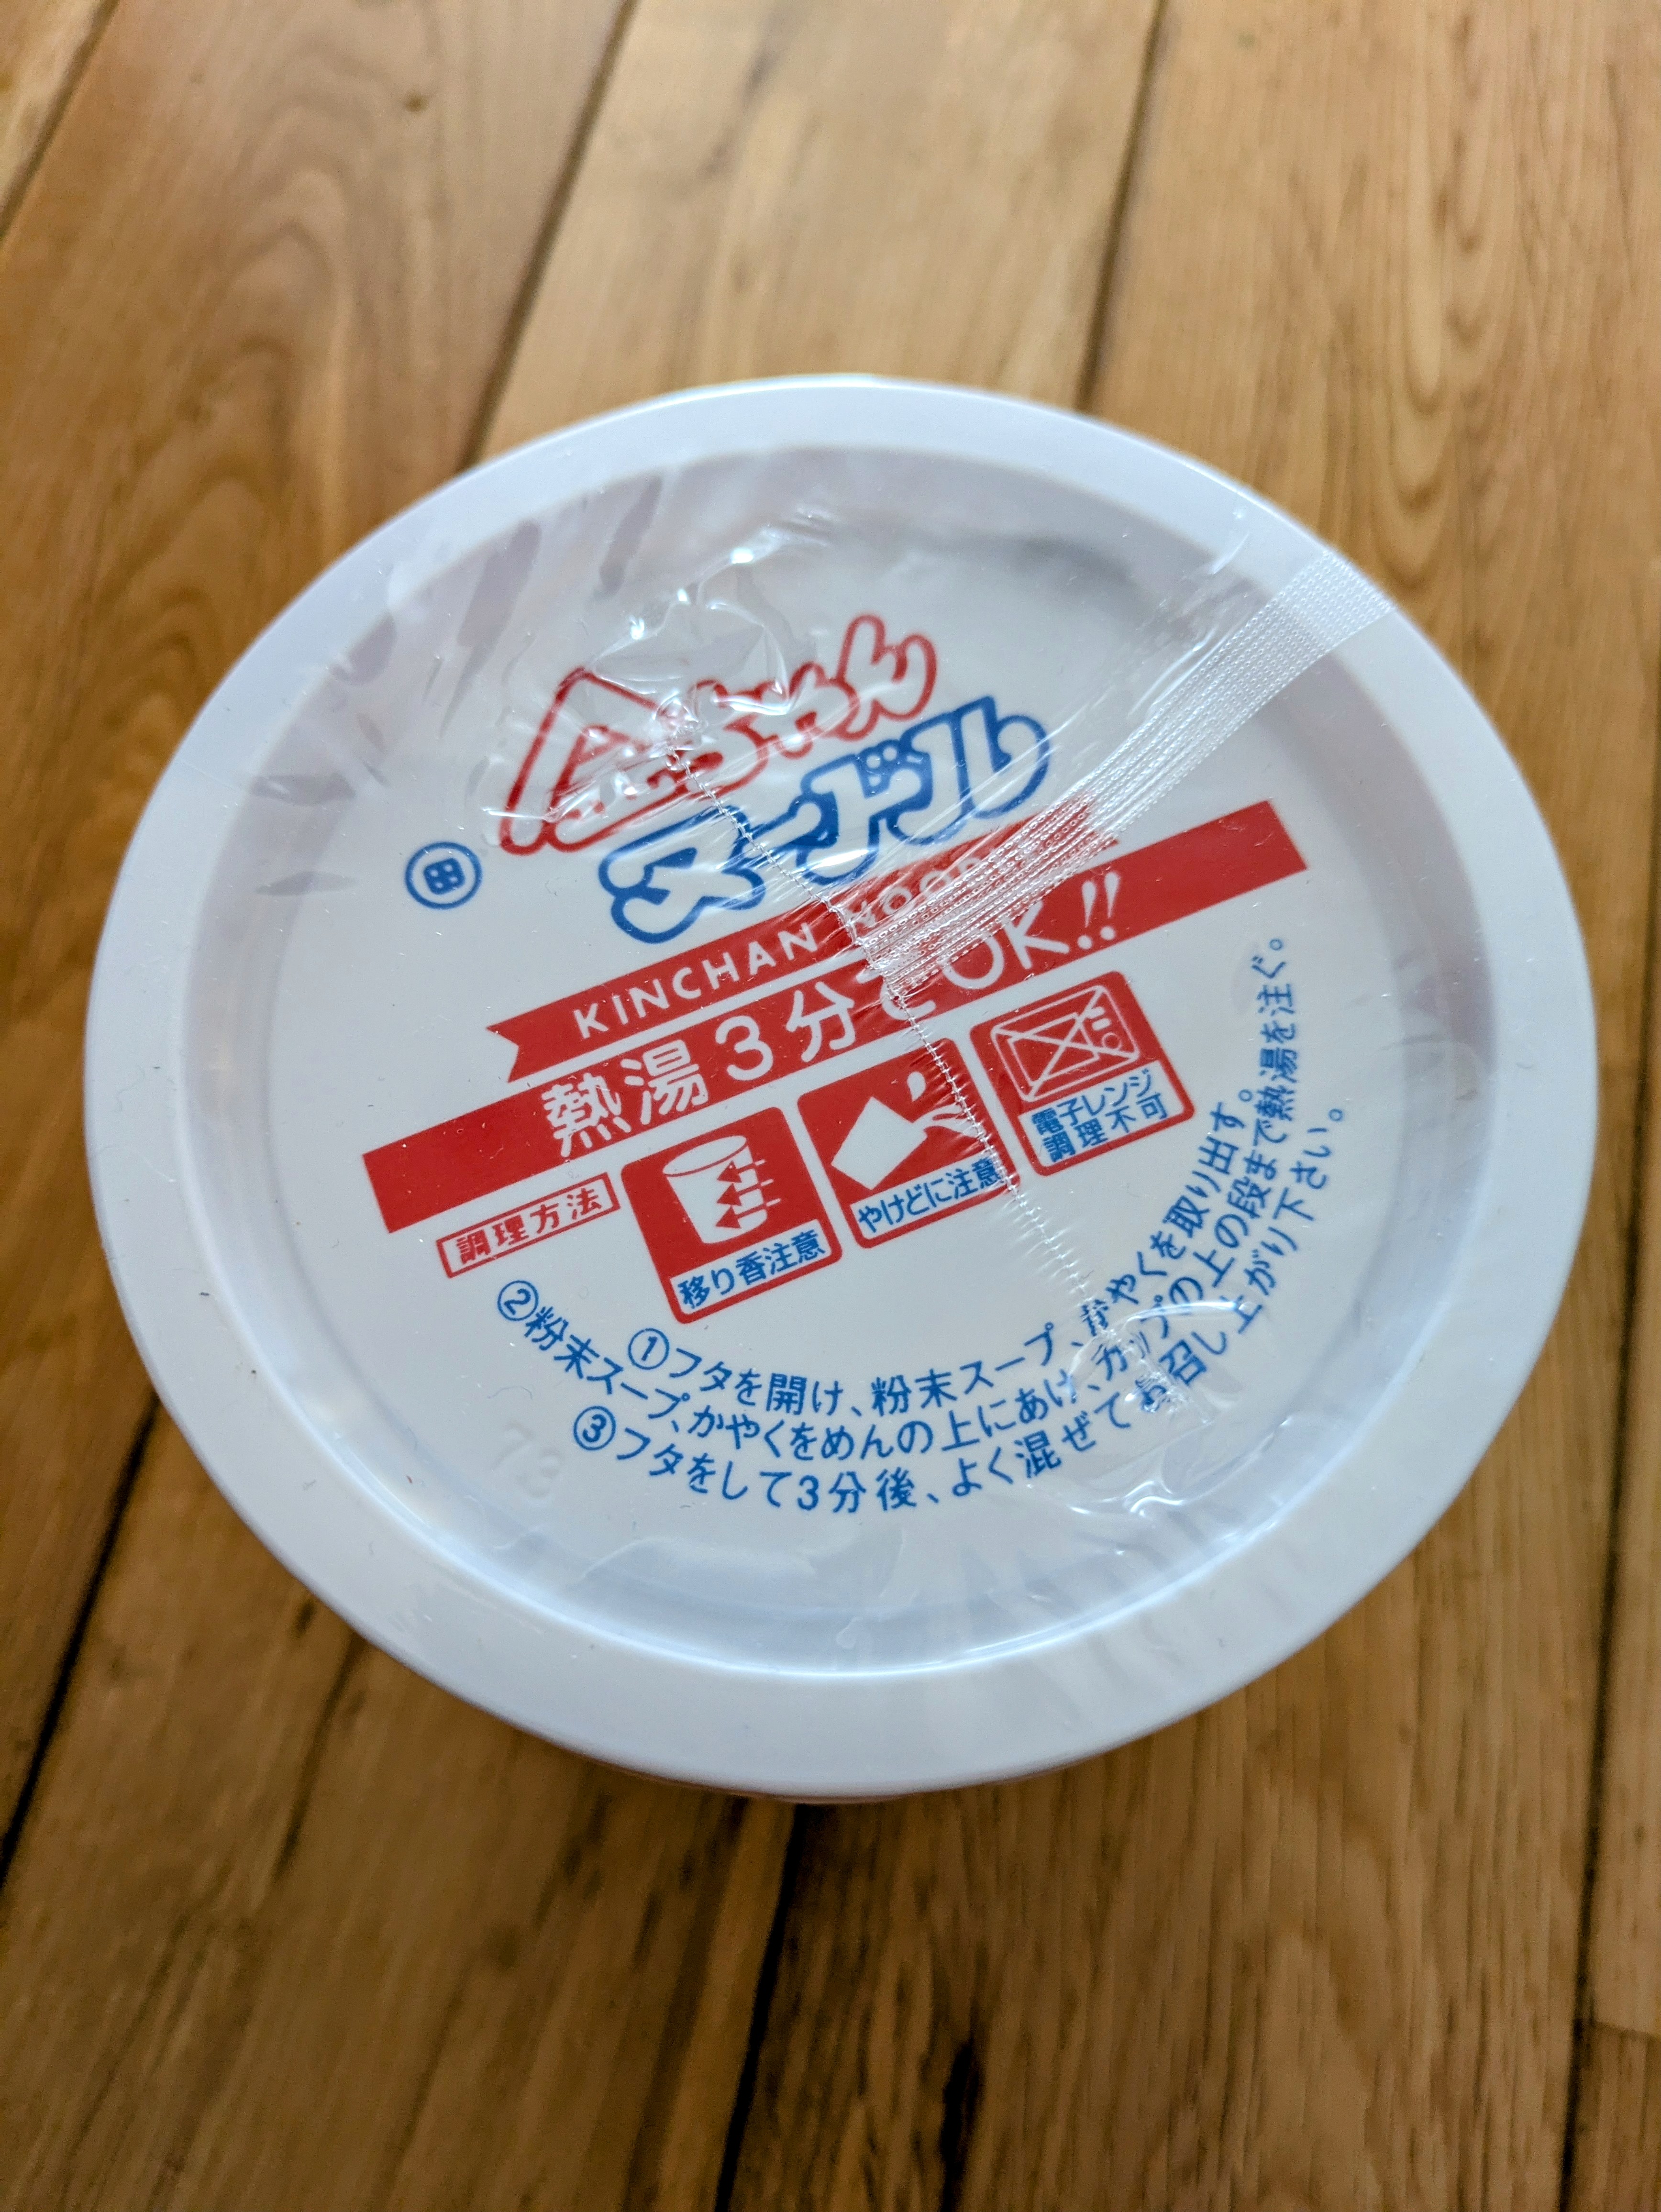 金ちゃん
ヌードル
KINCHAN NOODLE
熱湯3分でOK!!
調理方法
移り香注意
やけどに注意
電子レンジ
調理不可
①フタを開け、粉末スープ、かやくを取り出す。
②粉末スープ、かやくをめんの上にあけ、カップの上の段まで熱湯を注ぐ。
③フタをして3分後、よく混ぜてお召し上がり下さい。
73